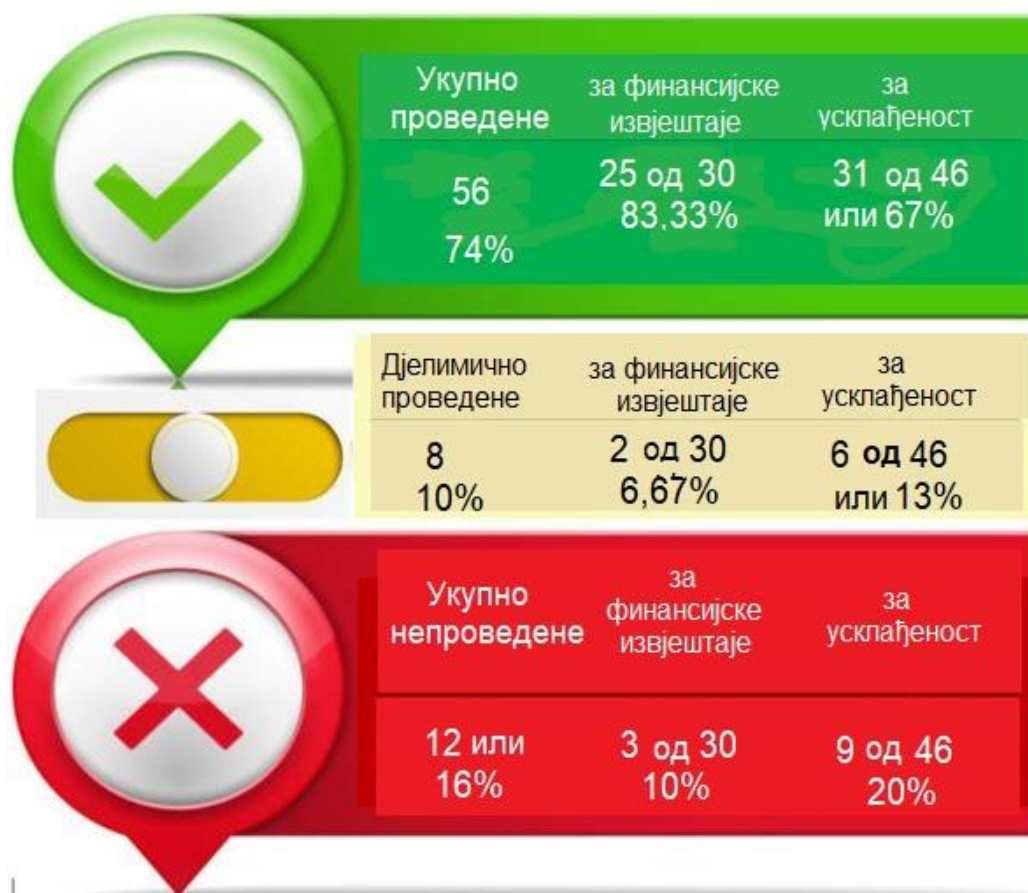 Укупно
проведене
за финансијске
извјештаје
за
усклађеност
56
74%
25 од 30
83,33%
31 од 46
или 67%
Дјелимично
проведене
за финансијске
извјештаје
за
усклађеност
8
10%
2 од 30
6,67%
6 од 46
или 13%
Укупно
непроведене
за
финансијске
извјештаје
за
усклађеност
12 или
16%
3 од 30
10%
9 од 46
20%